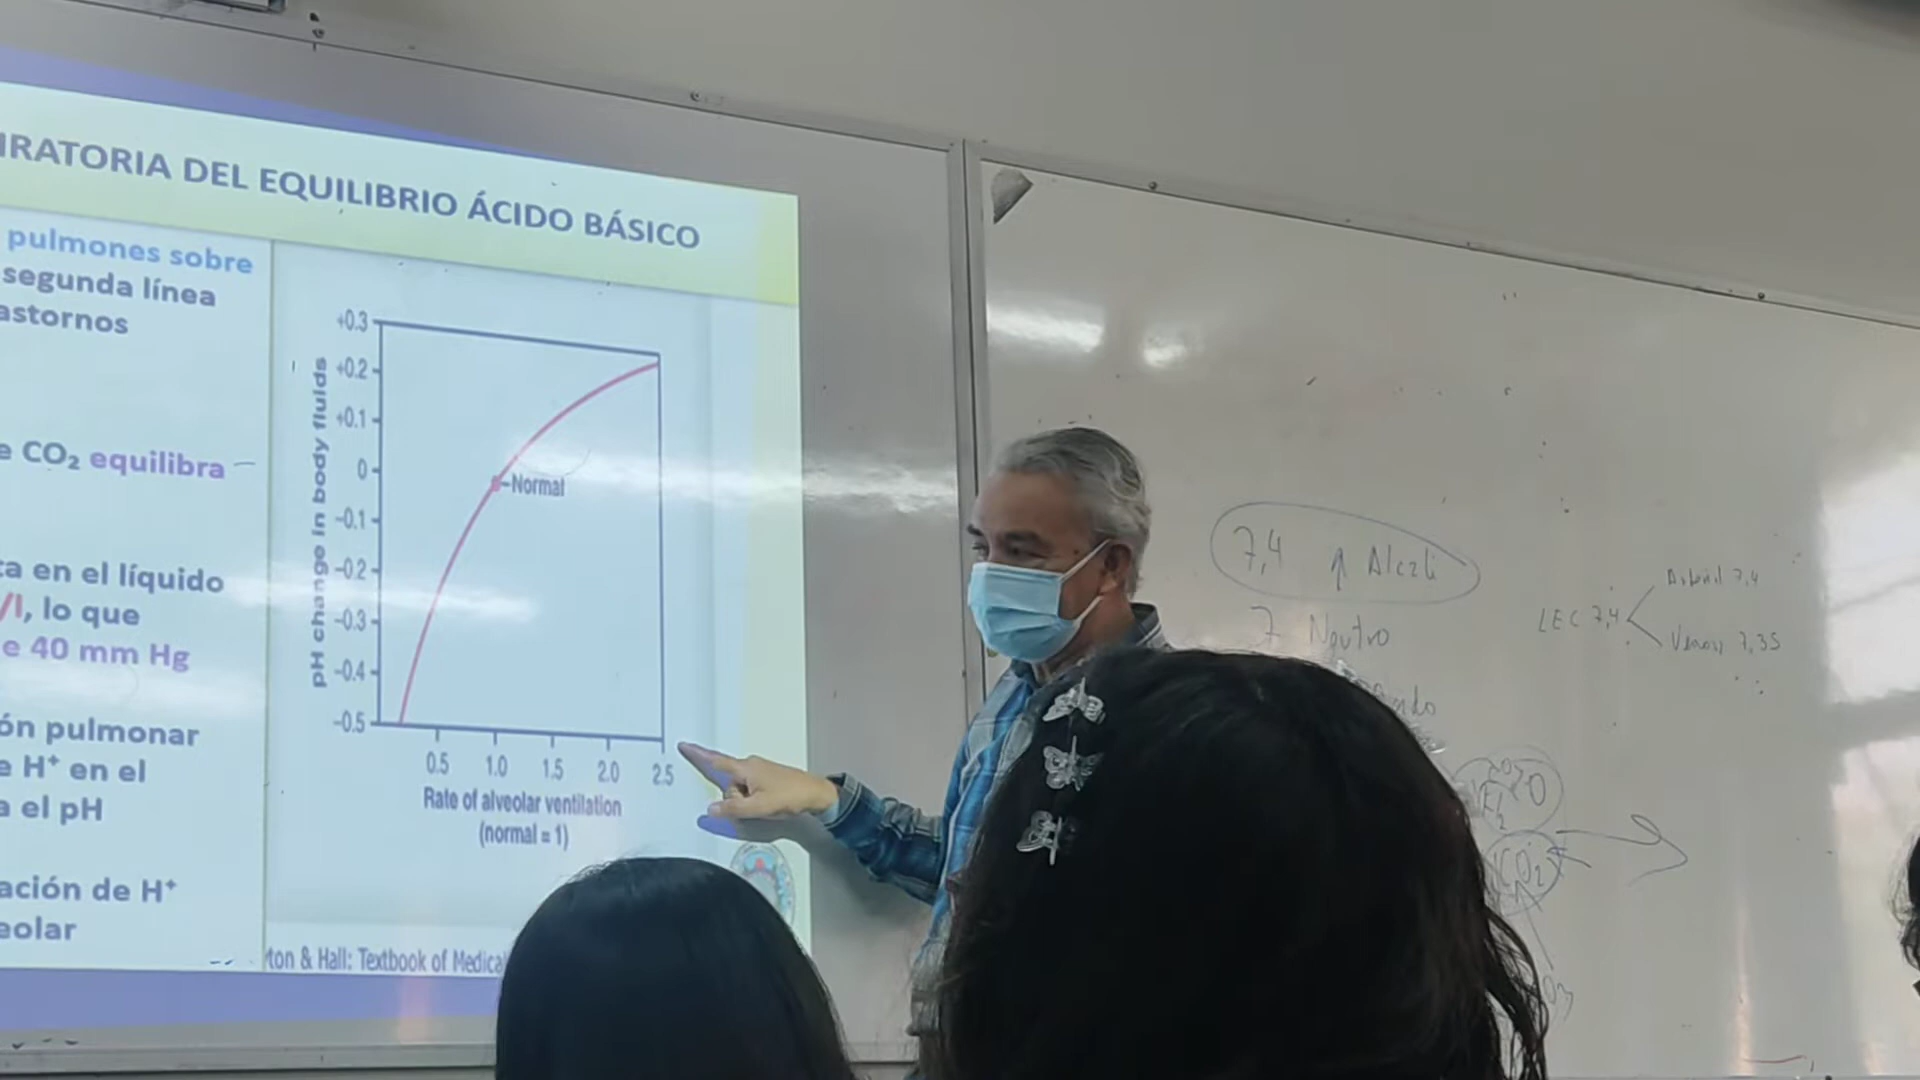 IRATORIA DEL EQUILIBRIO ÁCIDO BÁSICO
pulmones sobre
segunda línea
astornos
e CO₂ equilibra
ta en el líquido
/l, lo que
e 40 mm Hg
ón pulmonar
e H⁺ en el
a el pH
ación de H⁺
eolar
pH change in body fluids
+0.3
+0.2
+0.1
0
-0.1
-0.2
-0.3
-0.4
-0.5
Normal
0.5 1.0 1.5 2.0 2.5
Rate of alveolar ventilation
(normal = 1)
ton & Hall: Textbook of Medica
7,4 Alcali
7 Neutro
LEC 7,4
7,4
7,35
CO₂